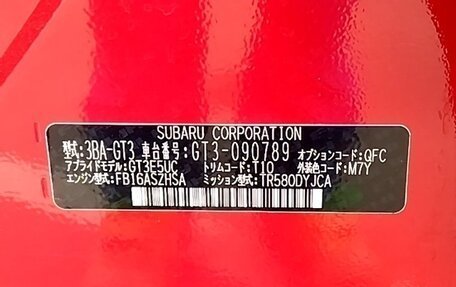 SUBARU CORPORATION
型式: 3BA-GT3 車台番号: GT3-090789 オプションコード: QFC
アプライドモデル: GT3E5UC トリムコード: T10 外装色コード: M7Y
エンジン型式: FB16ASZHSA ミッション型式: TR580DYJCA